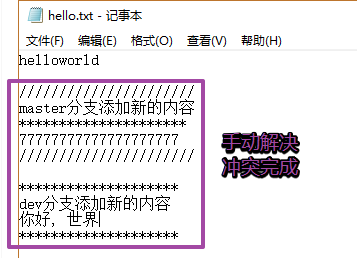 hello.txt - 记事本
文件(F) 编辑(E) 格式(O) 查看(V) 帮助(H)
helloworld
//////////////////////
master分支添加新的内容
*********************
77777777777777777777
//////////////////////
********************
dev分支添加新的内容
你好，世界
********************
手动解决
冲突完成